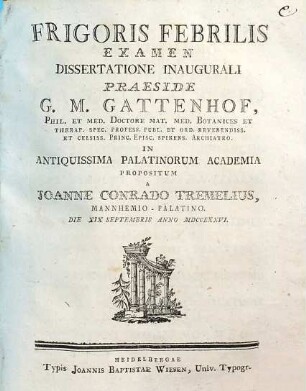 FRIGORIS FEBRILIS
EXAMEN
DISSERTATIONE INAUGURALI
PRAESIDE
G. M. GATTENHOF,
PHIL. ET MED. DOCTORE MAT. MED. BOTANICES ET
THERAP. SPEC. PROFESS. PUBL. ET ORD. REVERENDISS.
ET CELSISS. PRINC. EPISC. SPIRENS. ARCHIATRO.
IN
ANTIQUISSIMA PALATINORUM ACADEMIA
PROPOSITUM
A
JOANNE CONRADO TREMELIUS,
MANNHEMIO-PALATINO.
DIE XIX SEPTEMBRIS ANNO MDCCLXXVI.
HEIDELBERGAE
Typis JOANNIS BAPTISTAE WIESEN, Univ. Typogr.